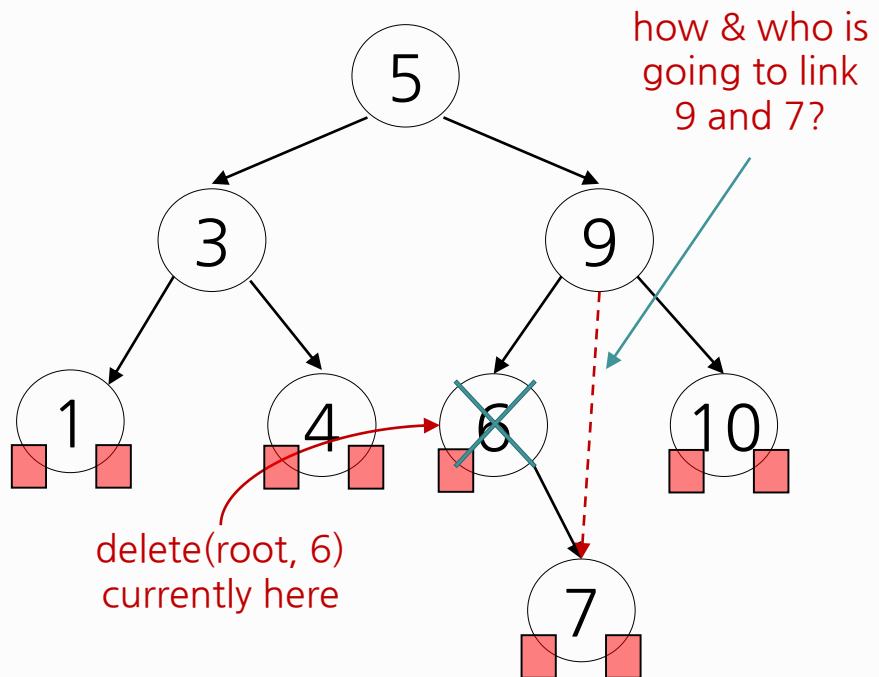 how & who is
going to link
9 and 7?
5
3
9
1
4
6
10
delete(root, 6)
currently here
7